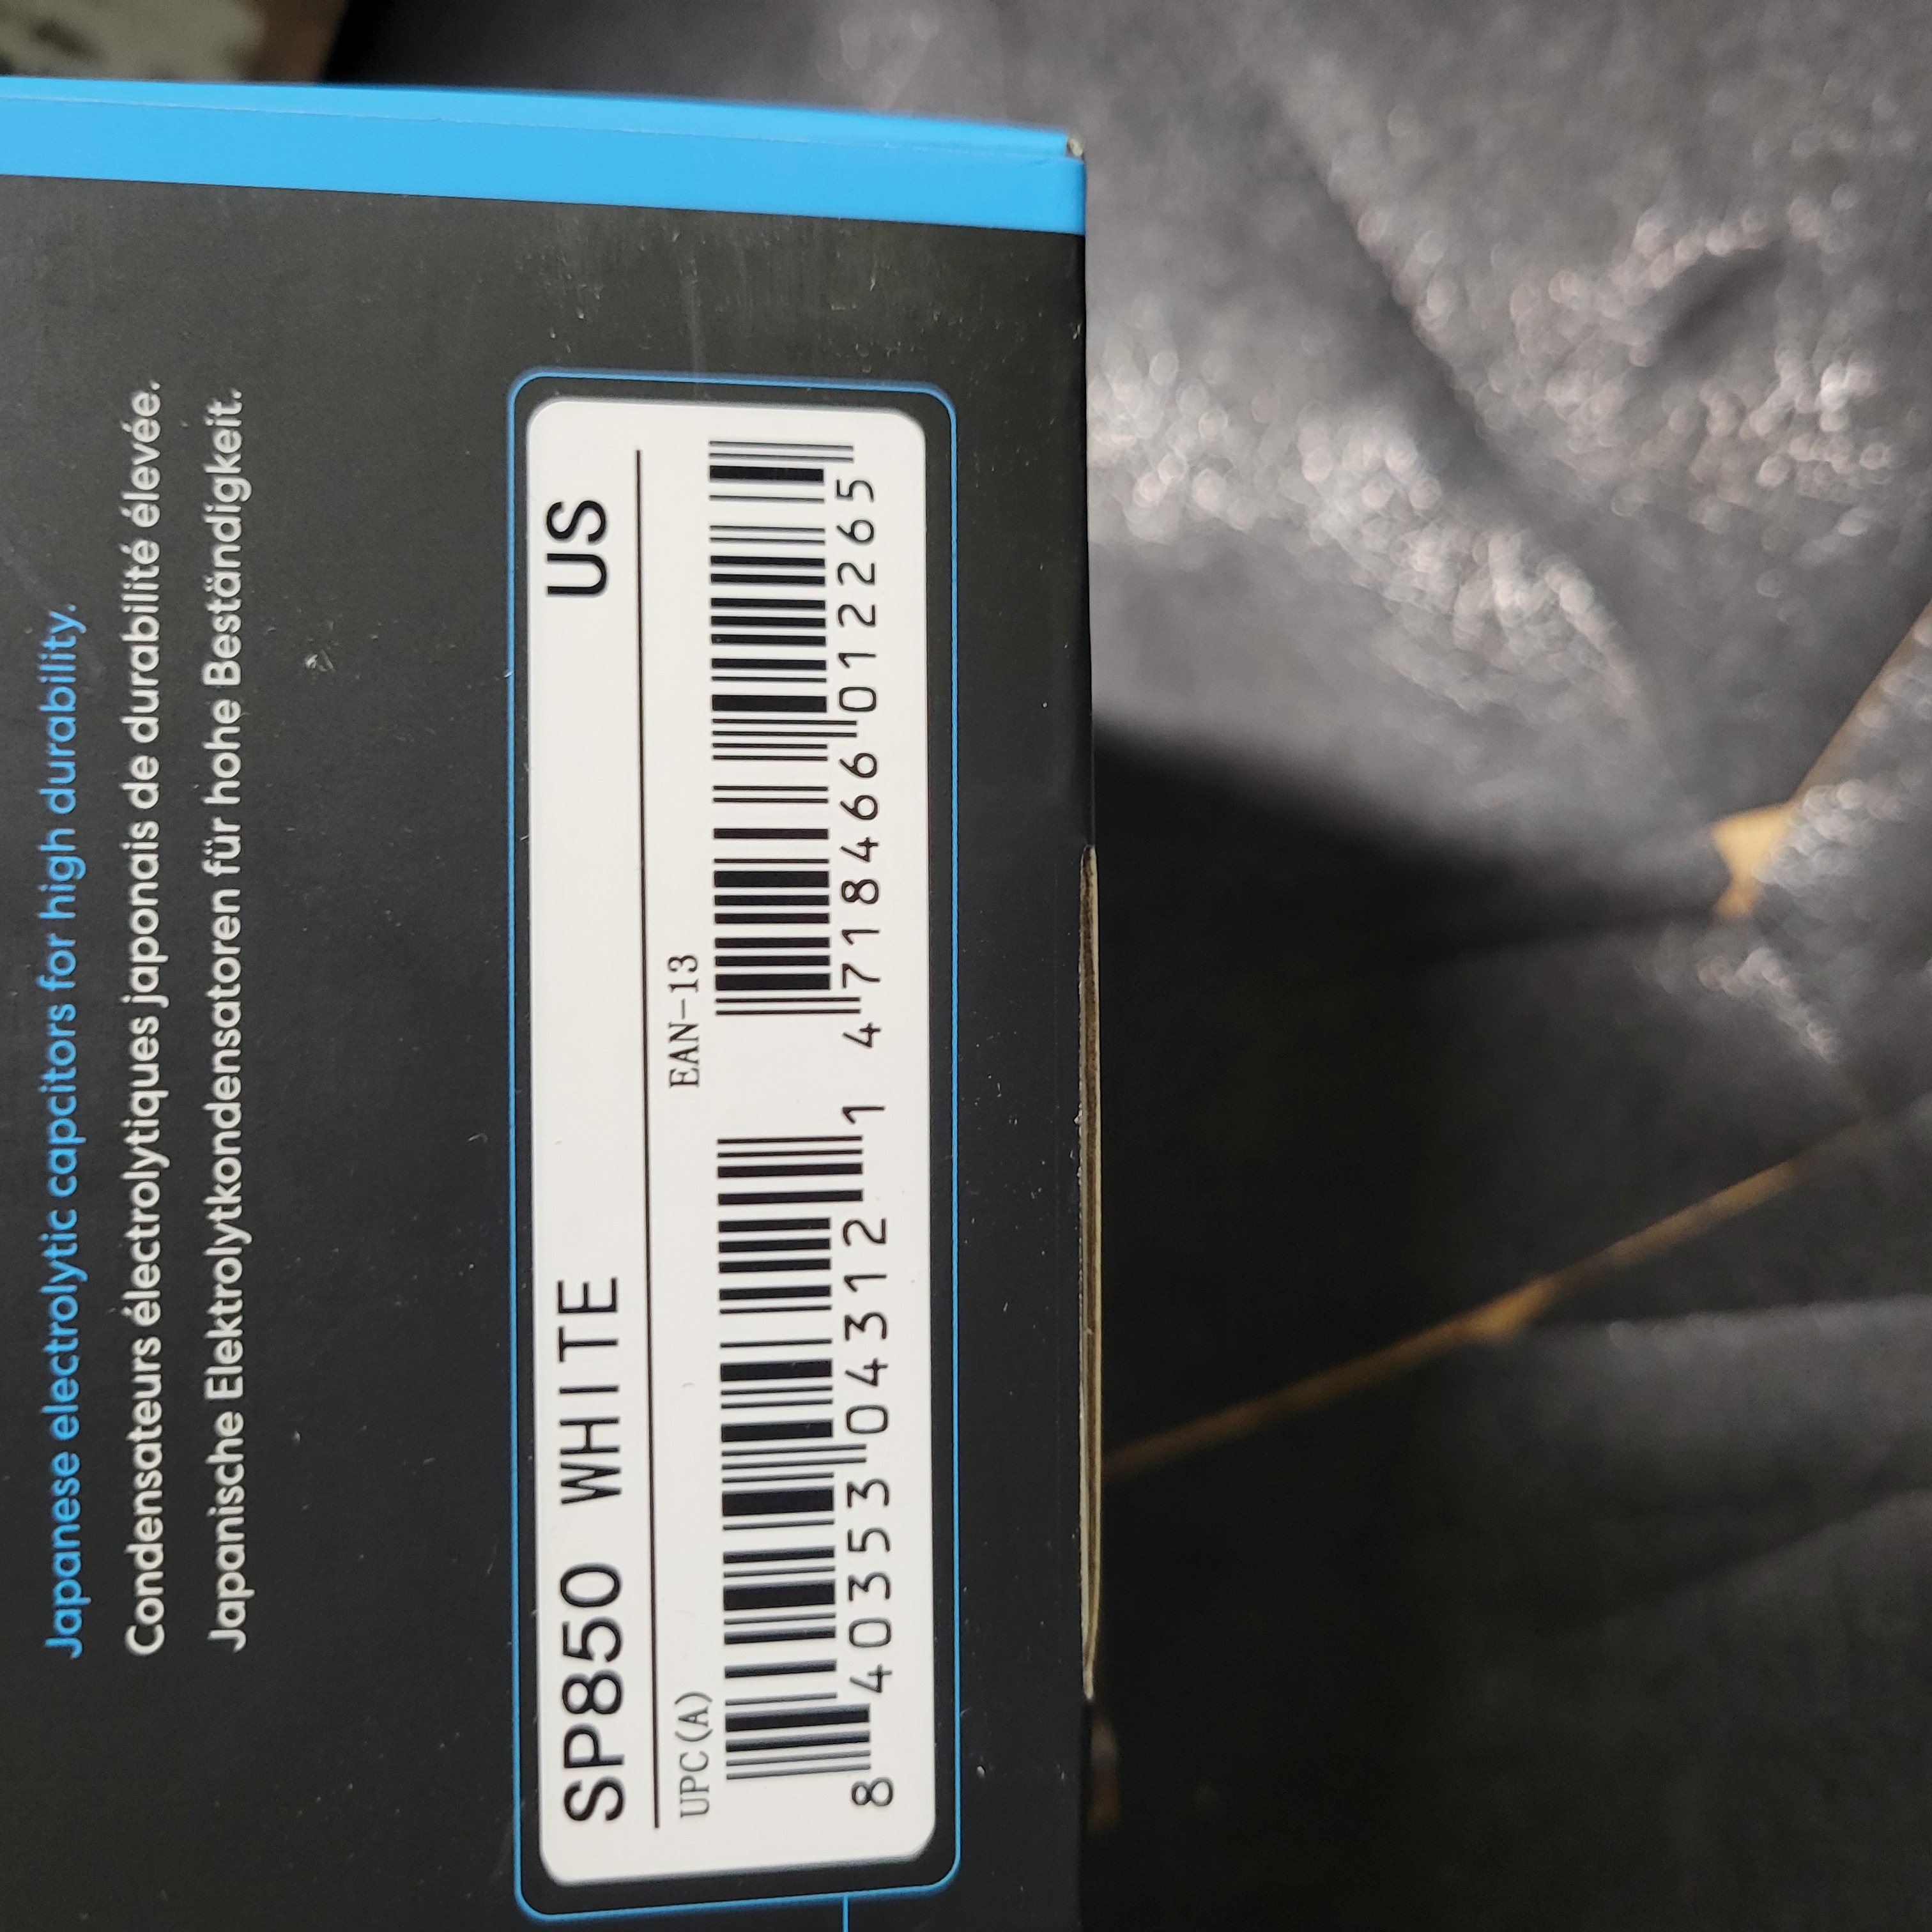 Japanese electrolytic capcitors for high durability.
Condensateurs électrolytiques japonais de durabilité élevée.
Japanische Elektrolytkondensatoren für hohe Beständigkeit.
SP850 WHITE US
UPC(A) EAN-13
8 40353 04312 1 4 718466 012265